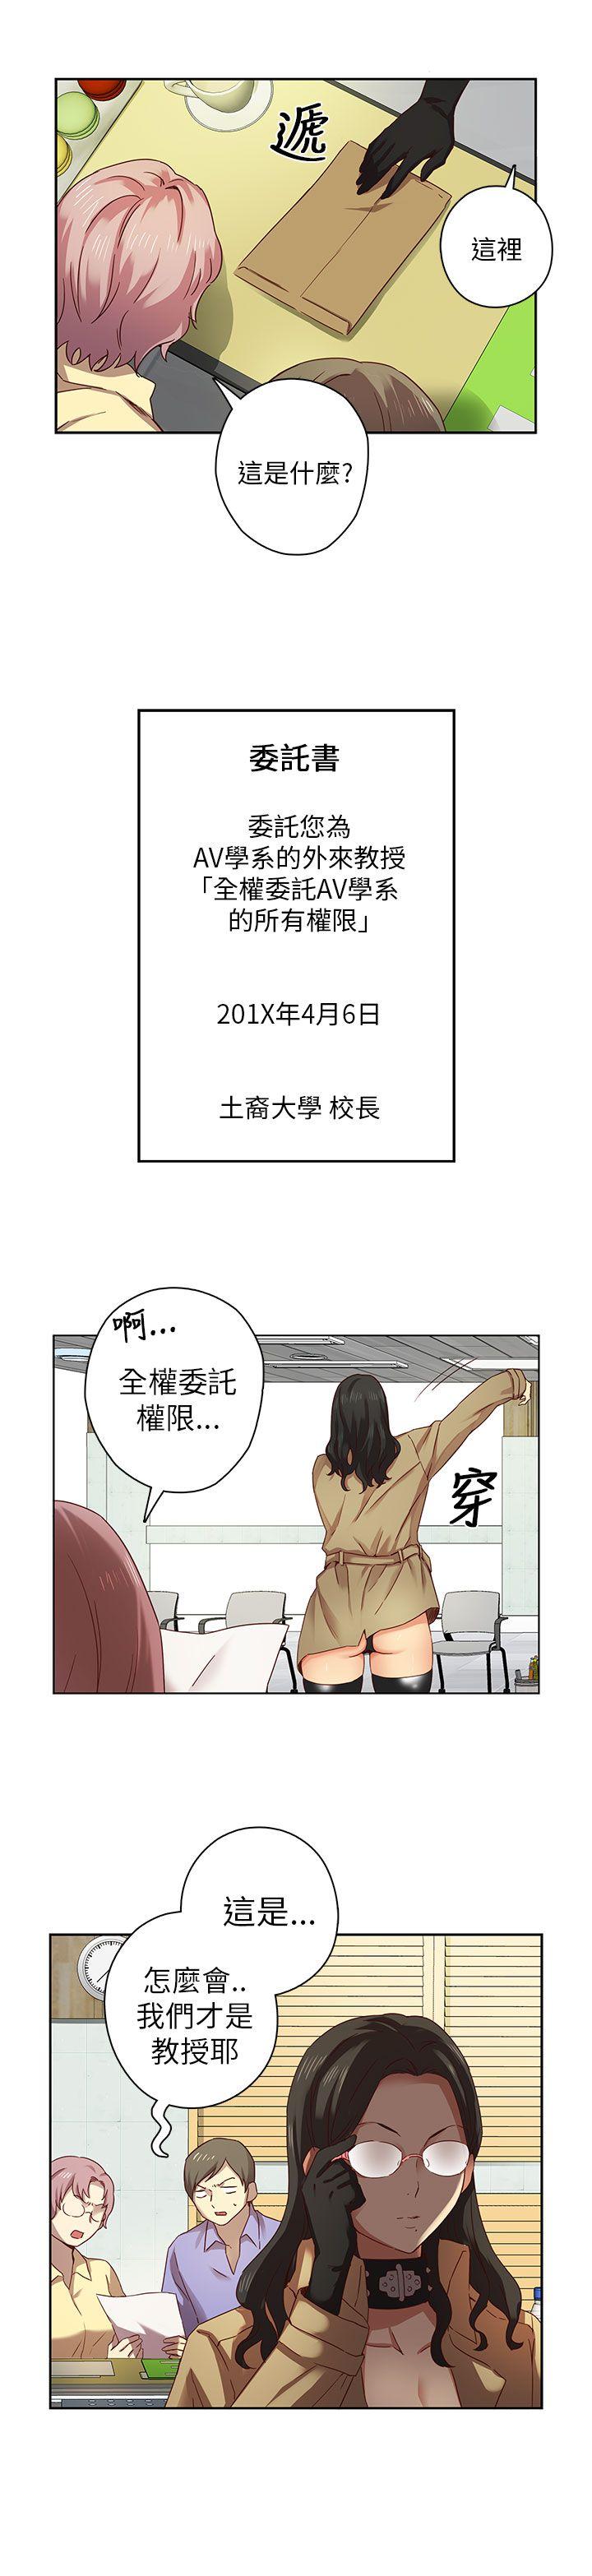 遞
這裡
這是什麼?
委託書
委託您為
AV學系的外來教授
「全權委託AV學系
的所有權限」
201X年4月6日
土裔大學 校長
啊...
全權委託
權限...
穿
這是...
怎麼會..
我們才是
教授耶